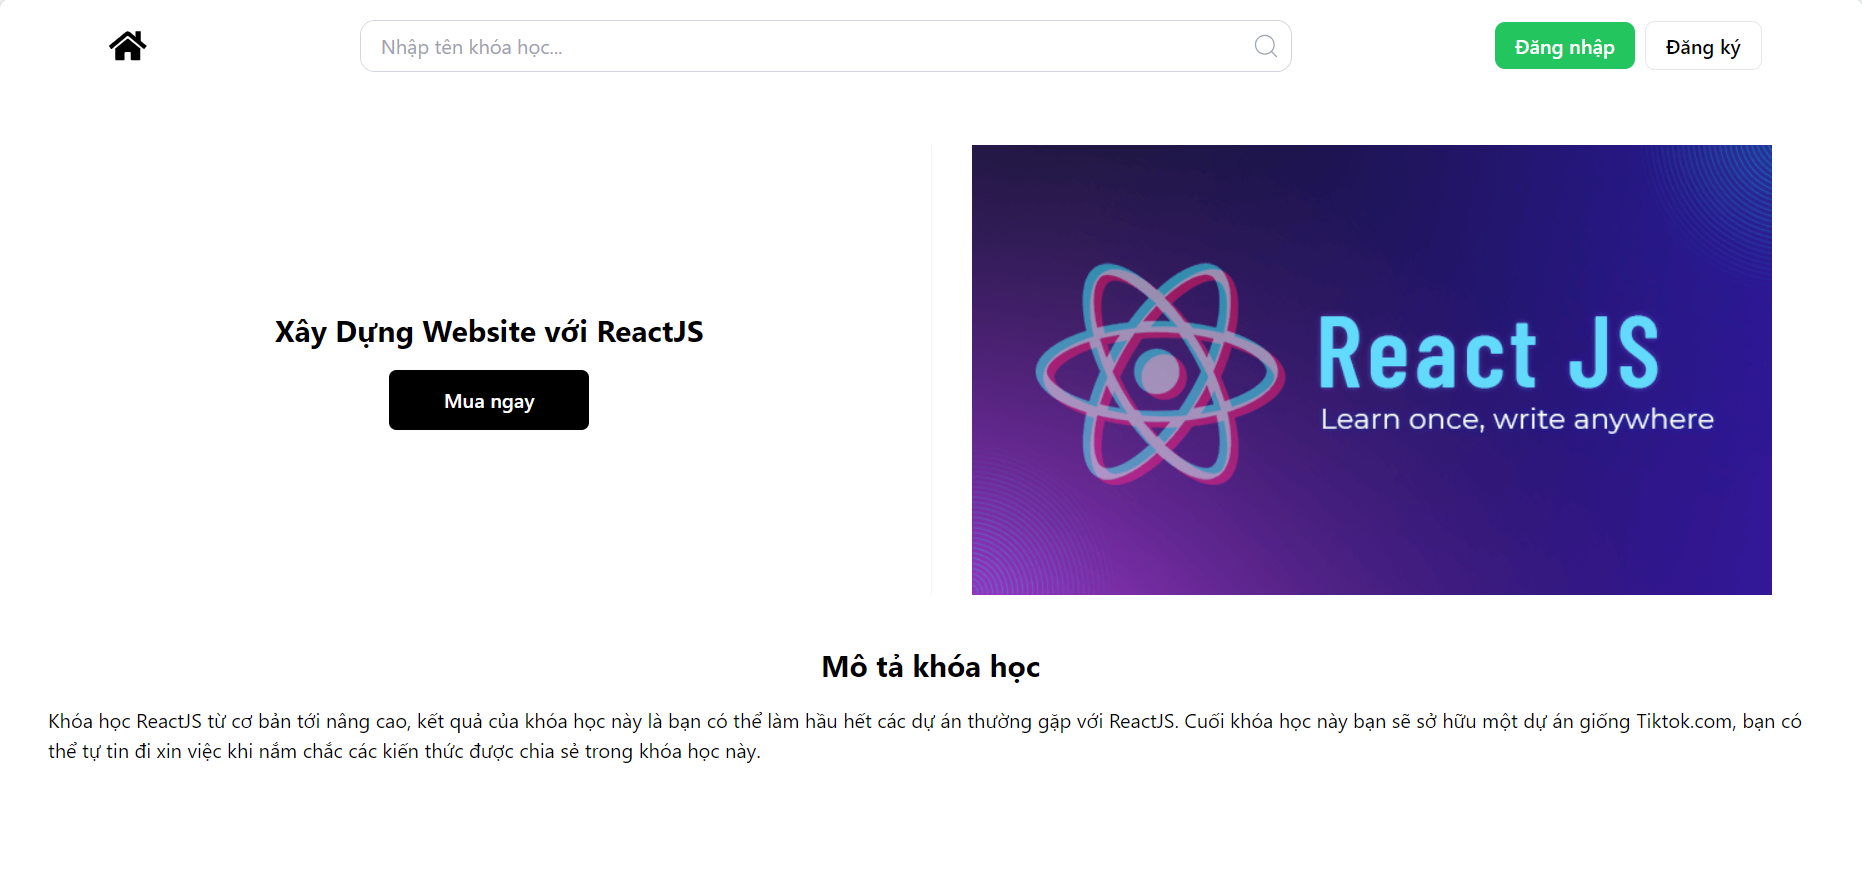 Nhập tên khóa học...
Đăng nhập
Đăng ký
Xây Dựng Website với ReactJS
Mua ngay
React JS
Learn once, write anywhere
Mô tả khóa học
Khóa học ReactJS từ cơ bản tới nâng cao, kết quả của khóa học này là bạn có thể làm hầu hết các dự án thường gặp với ReactJS. Cuối khóa học này bạn sẽ sở hữu một dự án giống Tiktok.com, bạn có
thể tự tin đi xin việc khi nắm chắc các kiến thức được chia sẻ trong khóa học này.